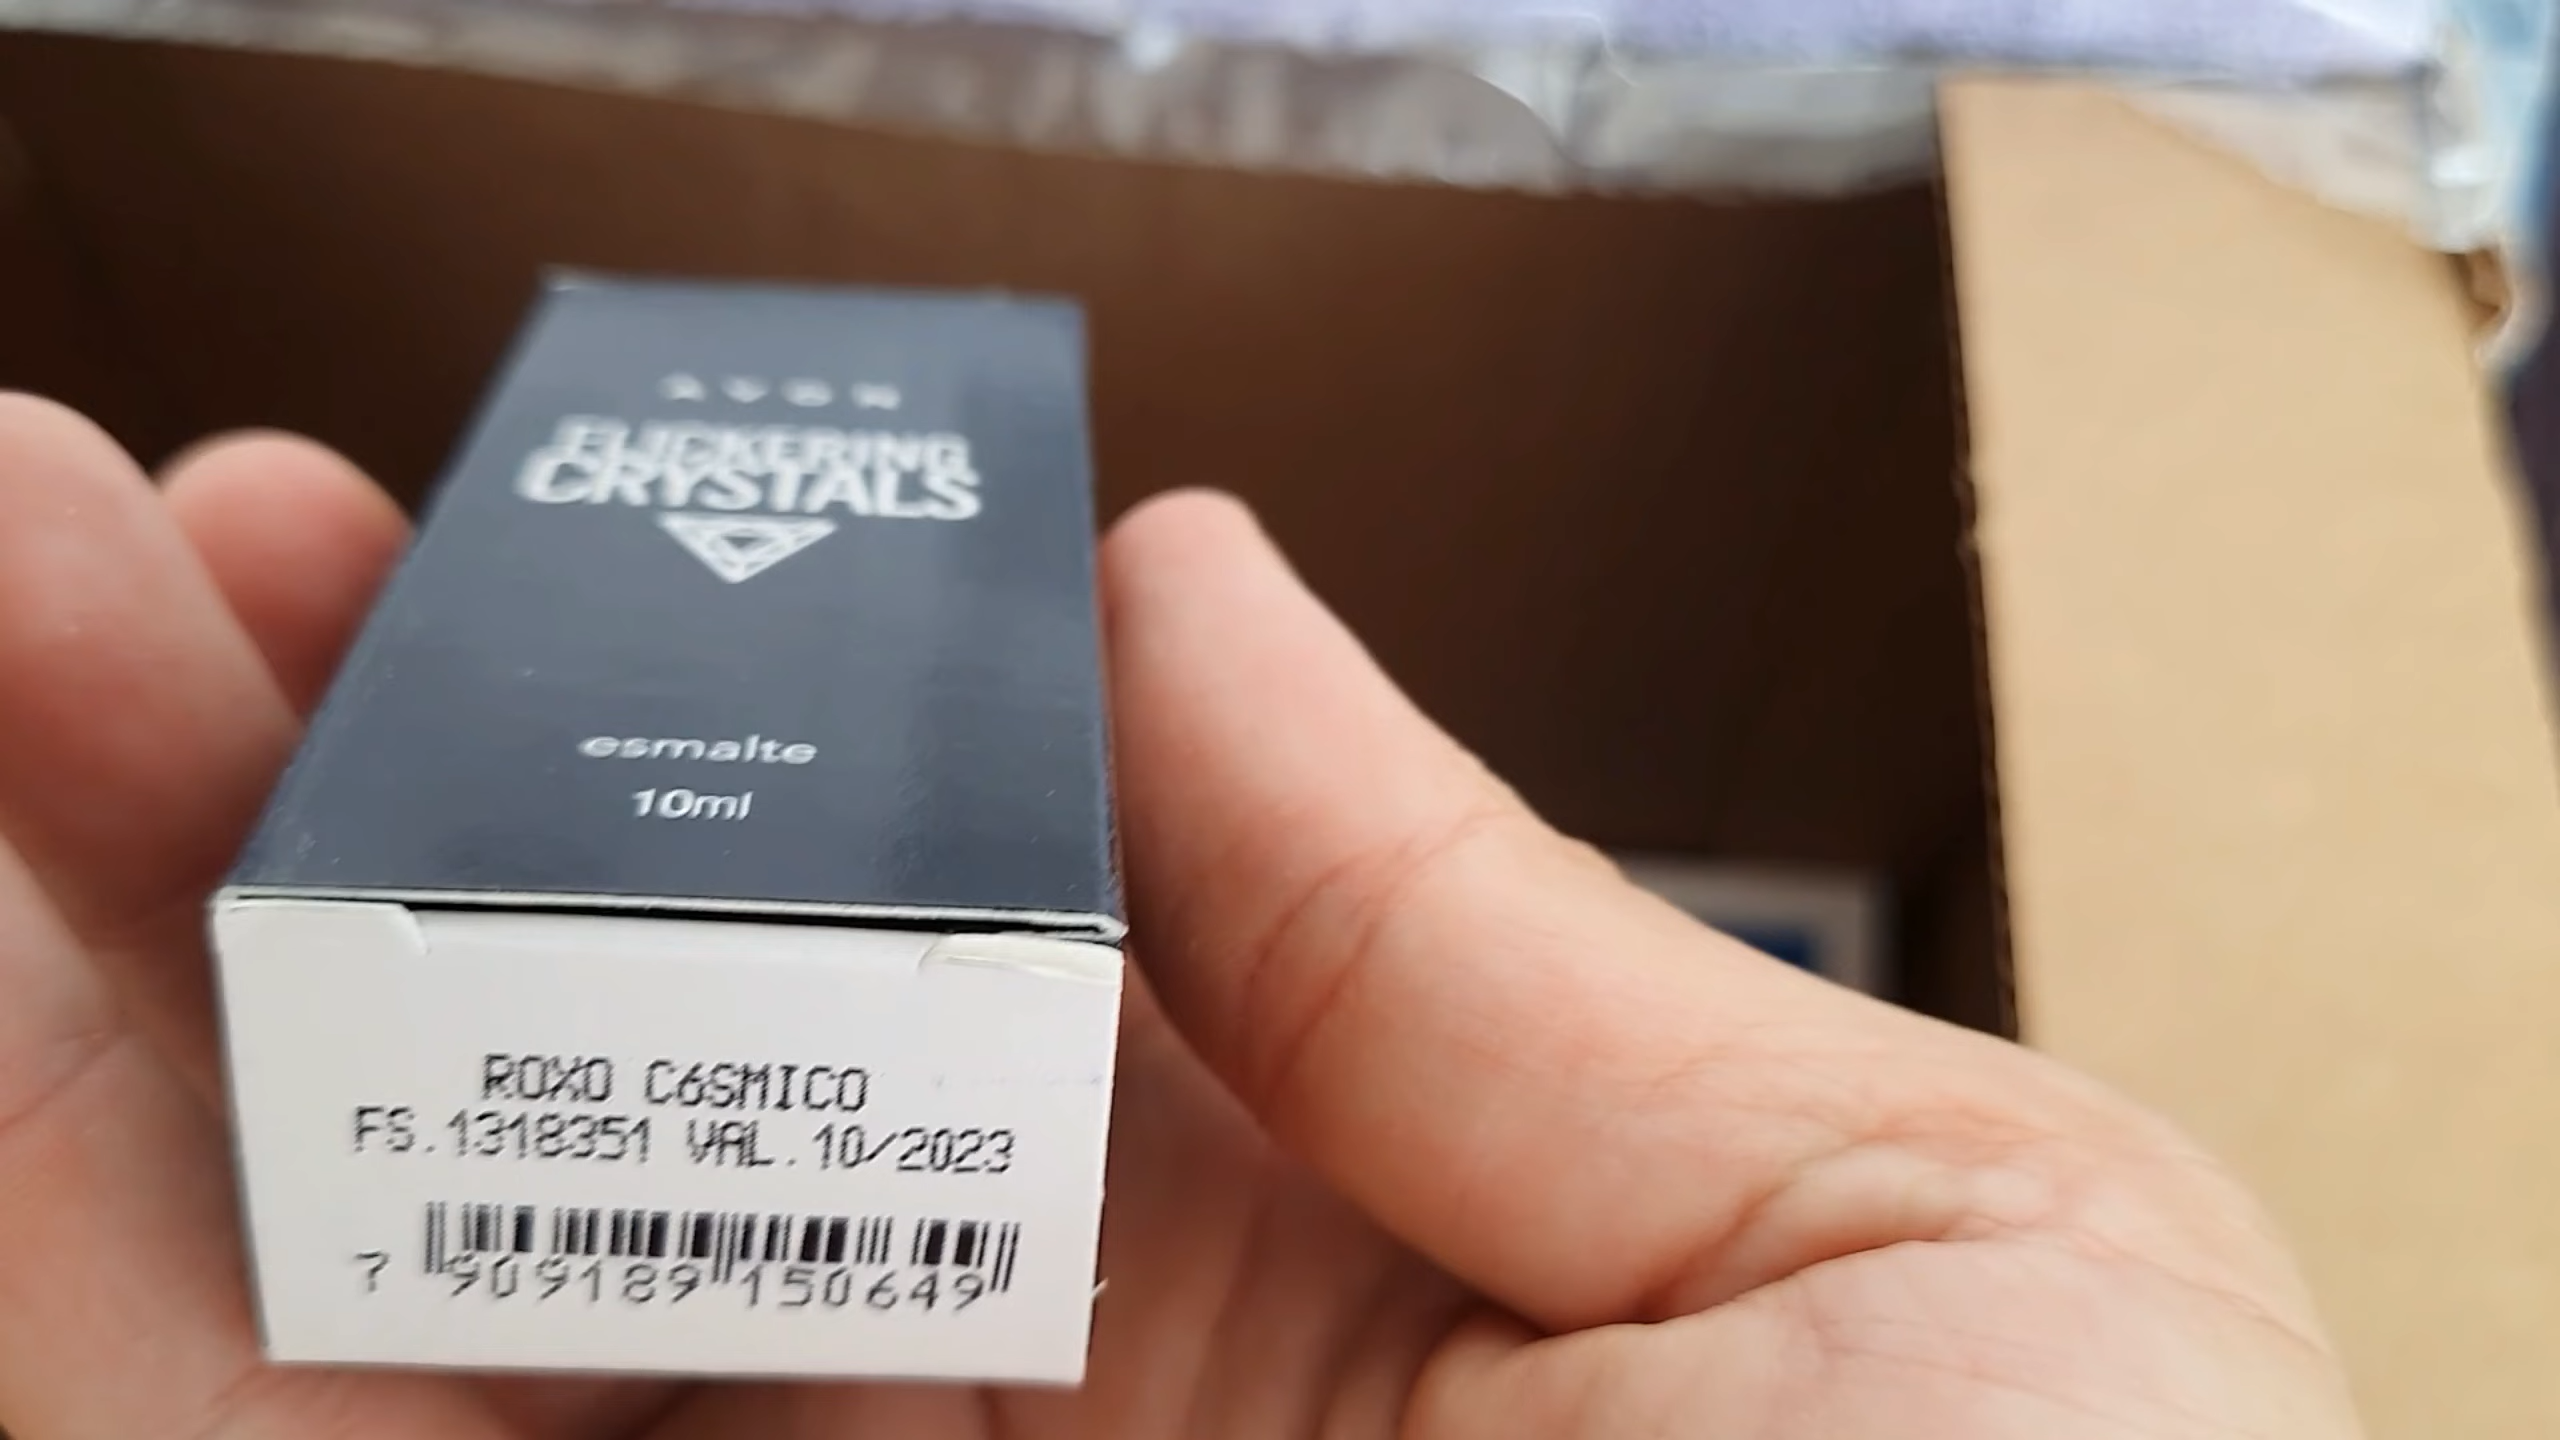 AVON
FLICKERING
CRYSTALS
esmalte
10ml
ROXO CóSMICO
FS.1318351 VAL.10/2023
7 909189 150649